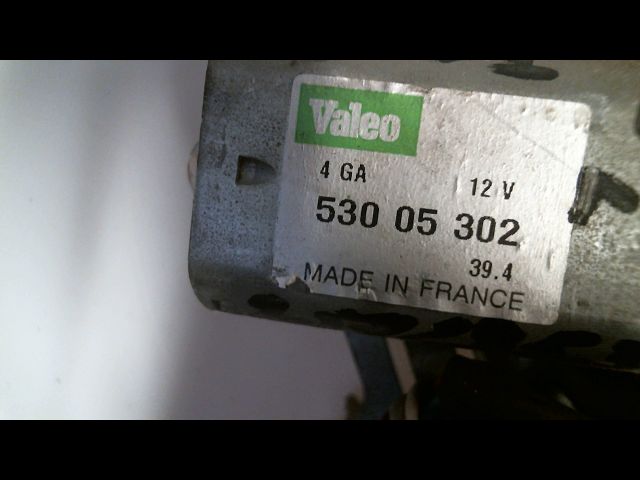 Valeo
4 GA 12 V
530 05 302
39.4
MADE IN FRANCE